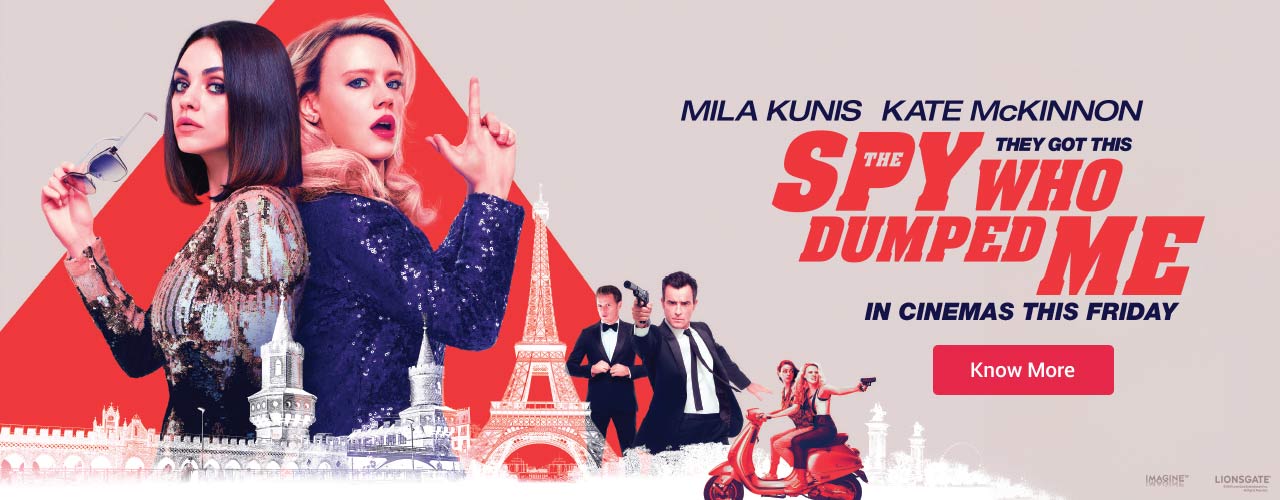 MILA KUNIS KATE McKINNON
THEY GOT THIS
THE SPY WHO
DUMPED ME
IN CINEMAS THIS FRIDAY
Know More
IMAGINE
LIONSGATE